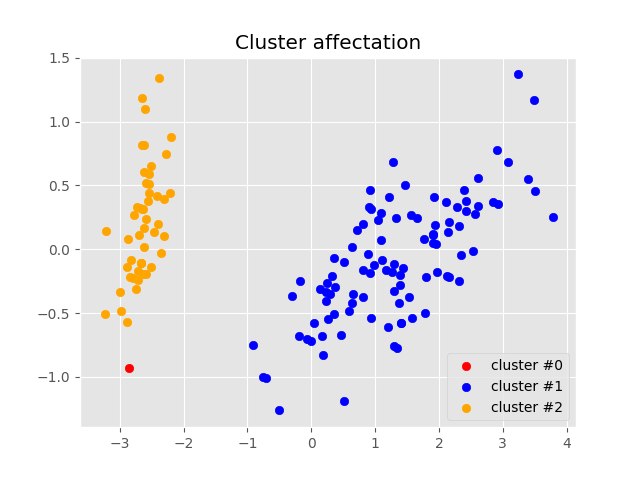 Cluster affectation
1.5
1.0
0.5
0.0
−0.5
−1.0
−3 −2 −1 0 1 2 3 4
cluster #0
cluster #1
cluster #2